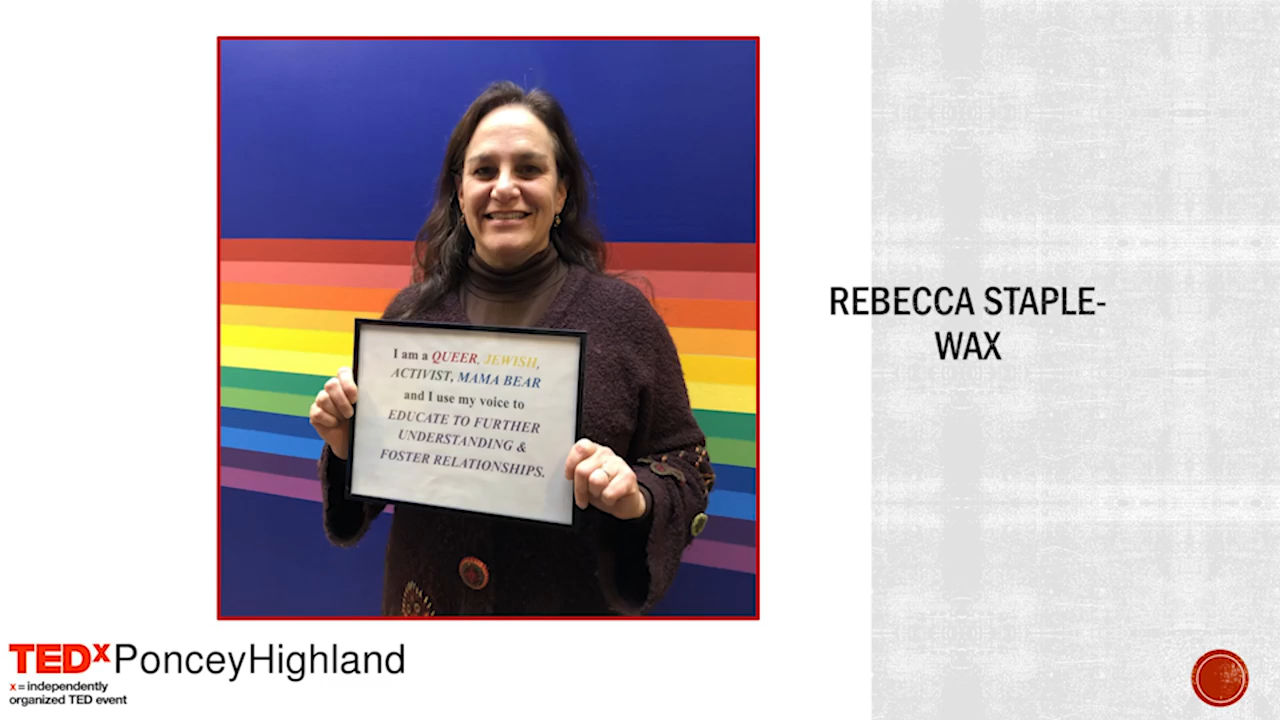 I am a QUEER, JEWISH,
ACTIVIST, MAMA BEAR
and I use my voice to
EDUCATE TO FURTHER
UNDERSTANDING &
FOSTER RELATIONSHIPS.
REBECCA STAPLE-
WAX
TEDxPonceyHighland
x = independently
organized TED event